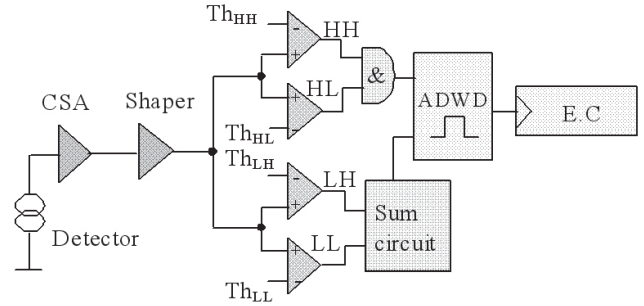 Th_HH
HH
-
+
CSA
Shaper
&
ADWD
E.C
+
HL
-
Th_HL
Th_LH
-
LH
+
Sum
circuit
Detector
+
LL
-
Th_LL